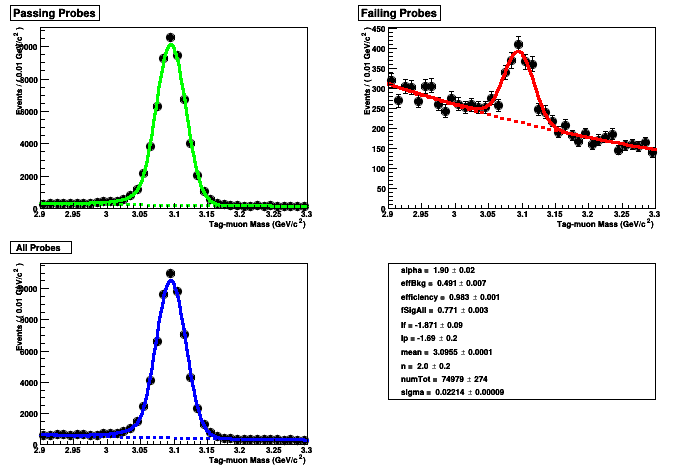 Passing Probes
Events / ( 0.01 GeV/c² )
2000
0
2.9 2.95 3 3.05 3.1 3.15 3.2 3.25 3.3
Tag-muon Mass (GeV/c²)
Failing Probes
Events / ( 0.01 GeV/c² )
450
400
350
300
250
200
150
100
50
0
2.9 2.95 3 3.05 3.1 3.15 3.2 3.25 3.3
Tag-muon Mass (GeV/c²)
All Probes
Events / ( 0.01 GeV/c² )
4000
2000
0
2.9 2.95 3 3.05 3.1 3.15 3.2 3.25 3.3
Tag-muon Mass (GeV/c²)
alpha = 1.90 ± 0.02
effBkg = 0.491 ± 0.007
efficiency = 0.983 ± 0.001
fSigAll = 0.771 ± 0.003
lf = -1.871 ± 0.09
lp = -1.69 ± 0.2
mean = 3.0955 ± 0.0001
n = 2.0 ± 0.2
numTot = 74979 ± 274
sigma = 0.02214 ± 0.00009